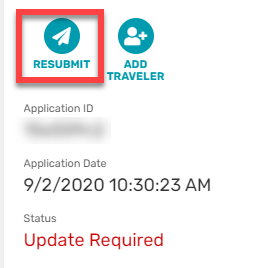 RESUBMIT
ADD
TRAVELER
Application ID
Application Date
9/2/2020 10:30:23 AM
Status
Update Required